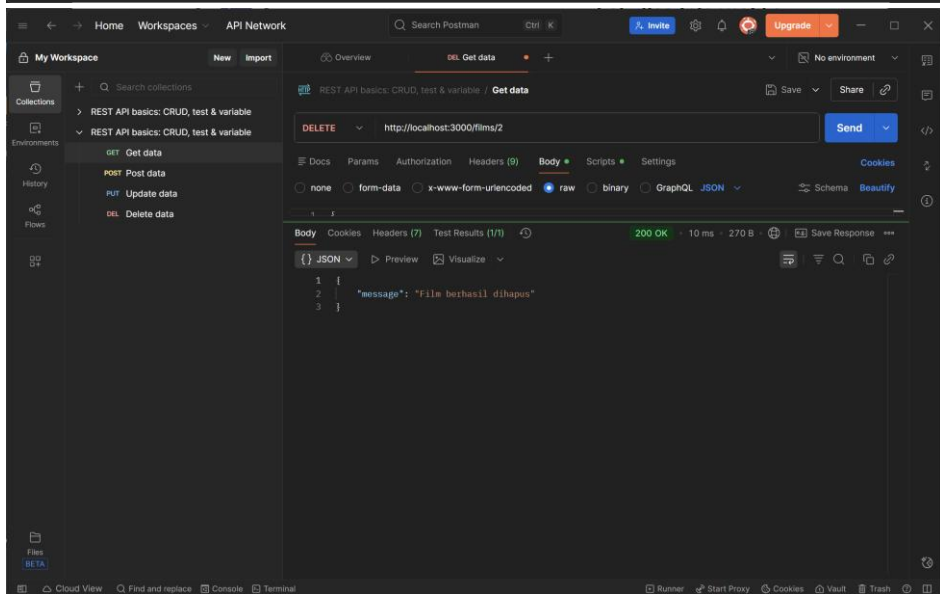 Home Workspaces API Network Search Postman Ctrl K Invite Upgrade
My Workspace New Import Overview DEL Get data No environment
Collections
Search collections
REST API basics: CRUD, test & variable
REST API basics: CRUD, test & variable
GET Get data
POST Post data
PUT Update data
DEL Delete data
Environments
History
Flows
Files
BETA
HTTP REST API basics: CRUD, test & variable / Get data Save Share
DELETE http://localhost:3000/films/2 Send
Docs Params Authorization Headers (9) Body Scripts Settings Cookies
none form-data x-www-form-urlencoded raw binary GraphQL JSON Schema Beautify
Body Cookies Headers (7) Test Results (1/1) 200 OK 10 ms 270 B Save Response
{} JSON Preview Visualize
1 {
2 "message": "Film berhasil dihapus"
3 }
Cloud View Find and replace Console Terminal Runner Start Proxy Cookies Vault Trash